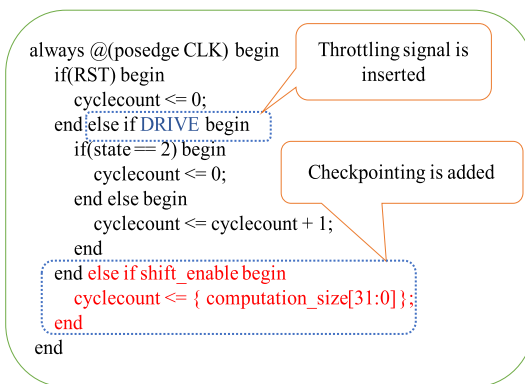 always @(posedge CLK) begin
if(RST) begin
cyclecount <= 0;
end else if DRIVE begin
if(state == 2) begin
cyclecount <= 0;
end else begin
cyclecount <= cyclecount + 1;
end
end else if shift_enable begin
cyclecount <= { computation_size[31:0] };
end
end
Throttling signal is
inserted
Checkpointing is added